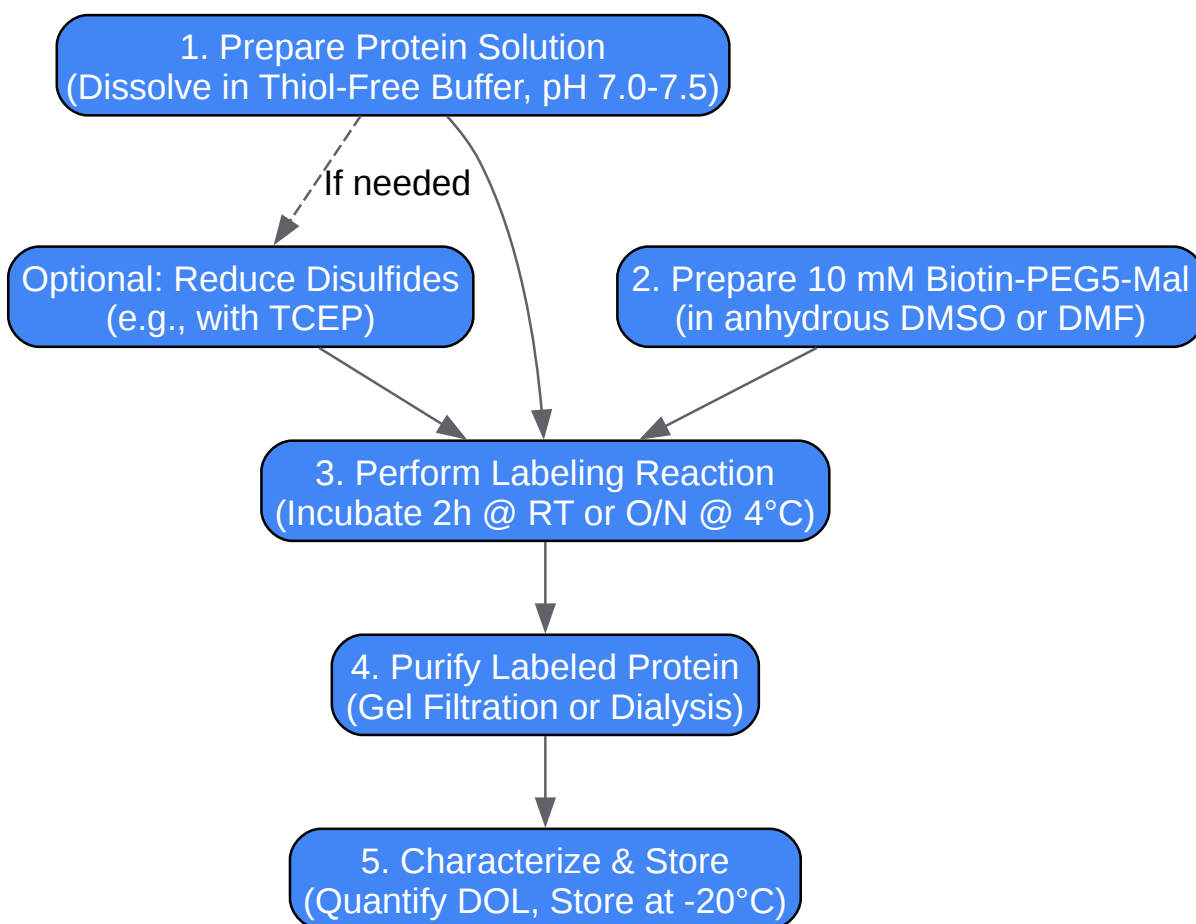 1. Prepare Protein Solution
(Dissolve in Thiol-Free Buffer, pH 7.0-7.5)
If needed
Optional: Reduce Disulfides
(e.g., with TCEP)
2. Prepare 10 mM Biotin-PEG5-Mal
(in anhydrous DMSO or DMF)
3. Perform Labeling Reaction
(Incubate 2h @ RT or O/N @ 4°C)
4. Purify Labeled Protein
(Gel Filtration or Dialysis)
5. Characterize & Store
(Quantify DOL, Store at -20°C)